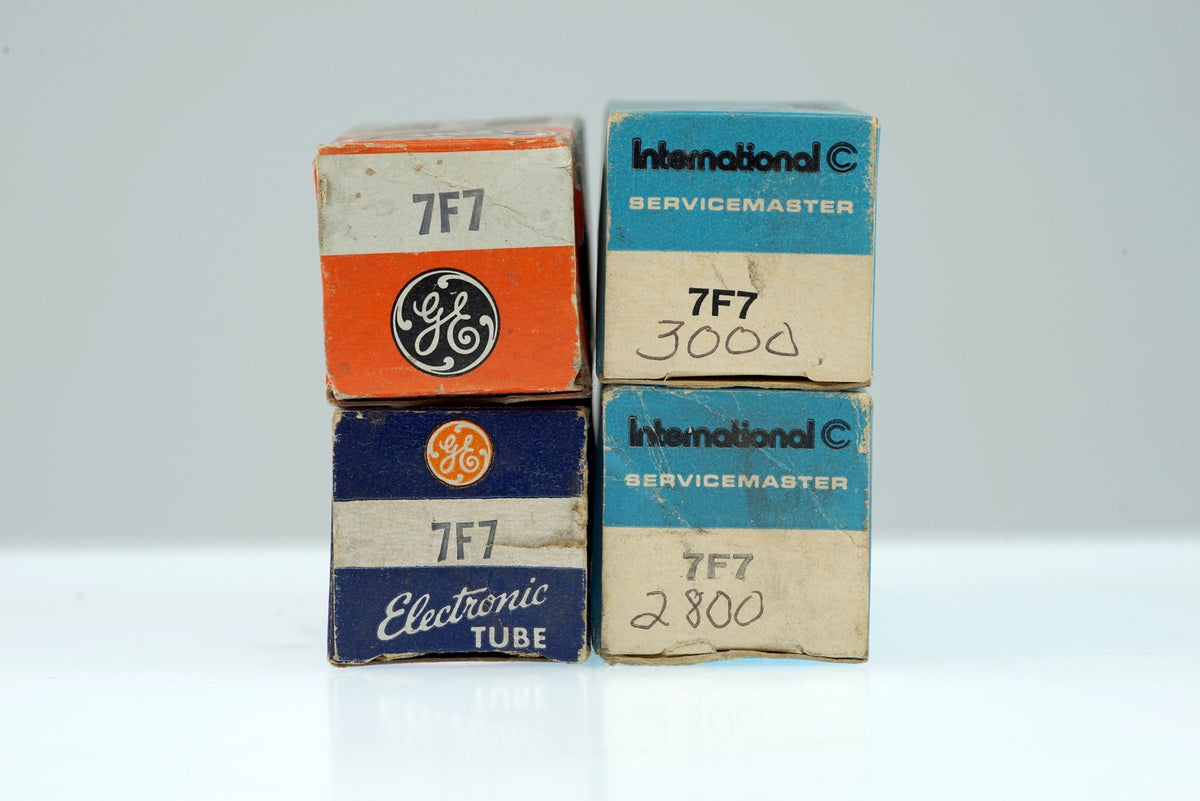 7F7
GE
International C
SERVICEMASTER
7F7
3000
GE
7F7
Electronic
TUBE
International C
SERVICEMASTER
7F7
2800